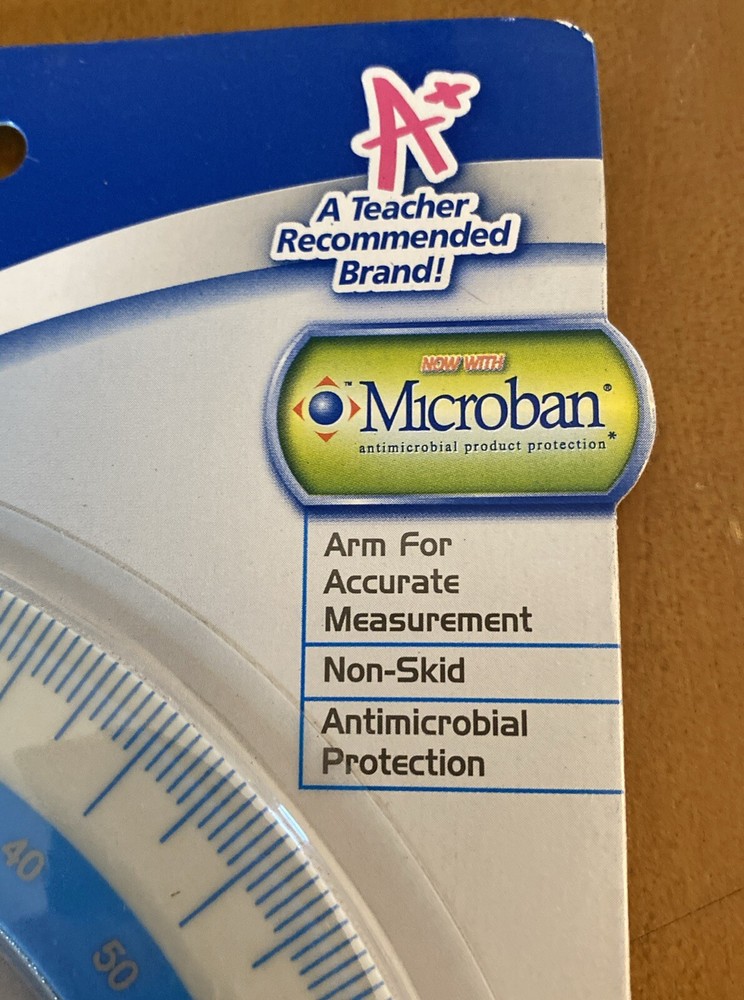 A+
A Teacher
Recommended
Brand!
NOW WITH
™ Microban®
antimicrobial product protection*
Arm For
Accurate
Measurement
Non-Skid
Antimicrobial
Protection
40
50